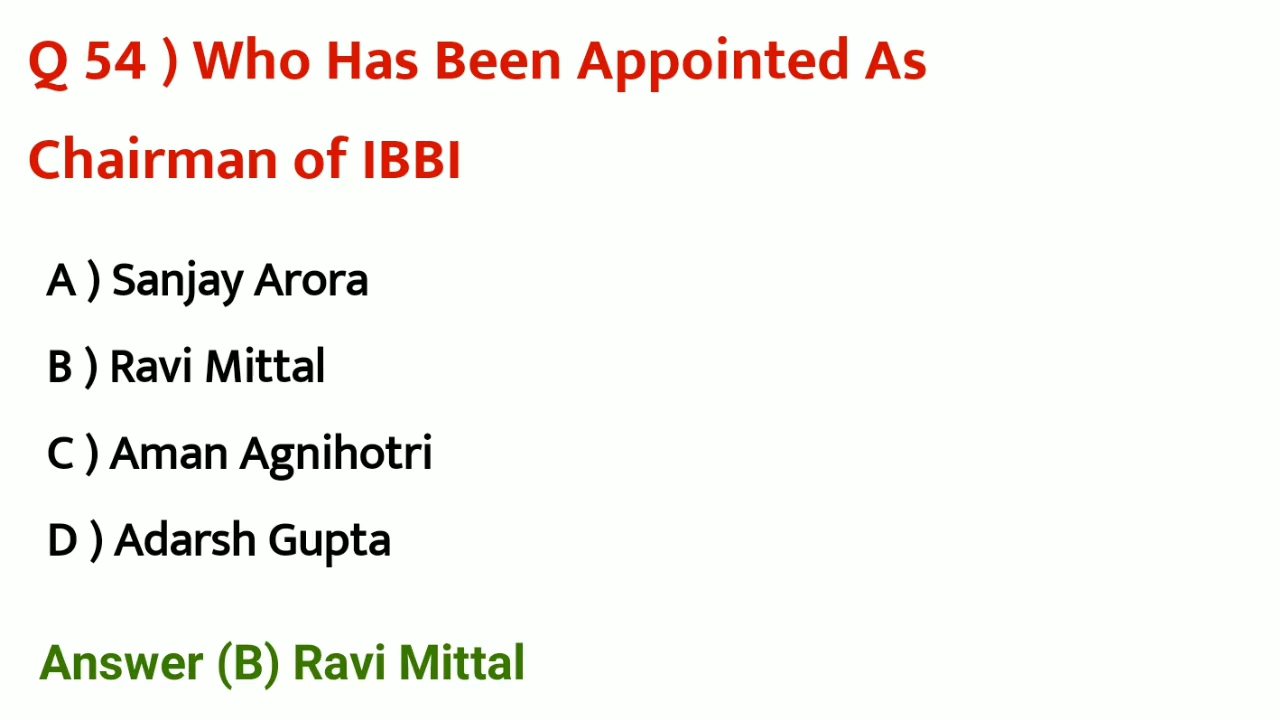 Q 54 ) Who Has Been Appointed As
Chairman of IBBI
A ) Sanjay Arora
B ) Ravi Mittal
C ) Aman Agnihotri
D ) Adarsh Gupta
Answer (B) Ravi Mittal